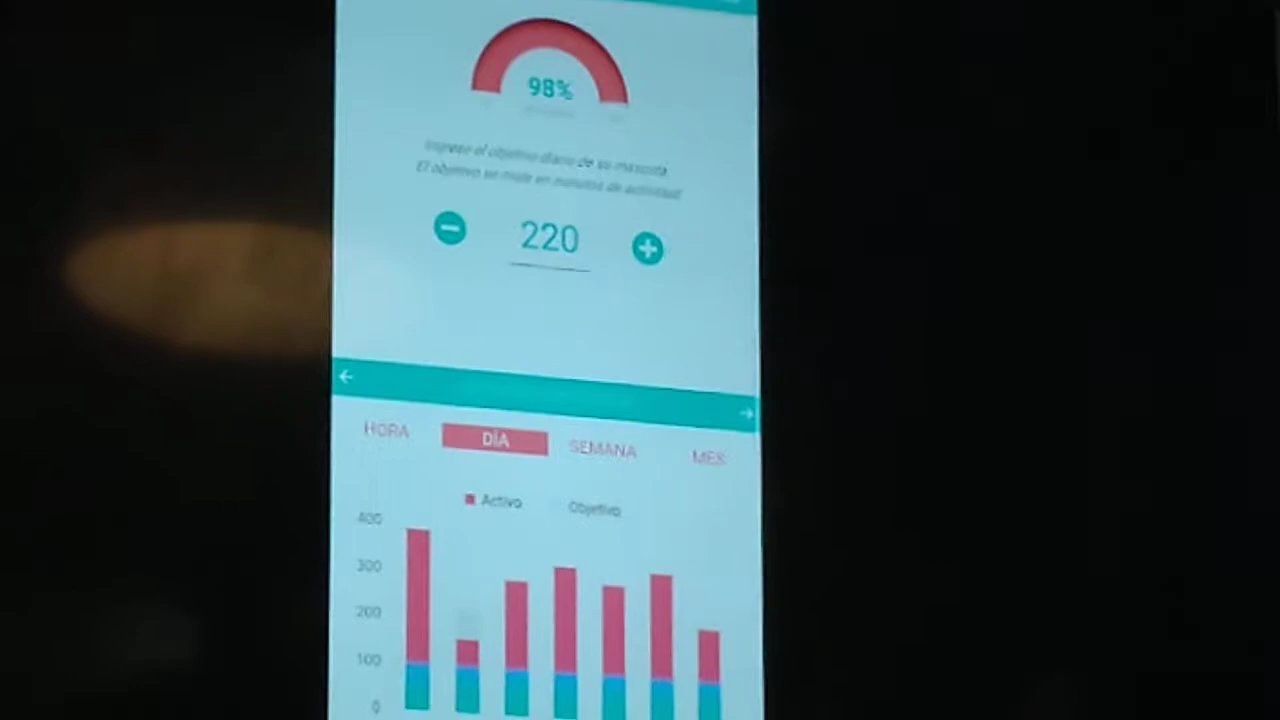 98%
Ingrese el objetivo diario de su mascota
El objetivo se mide en minutos de actividad
220
HORA DÍA SEMANA MES
Activo Objetivo
400
300
200
100
0